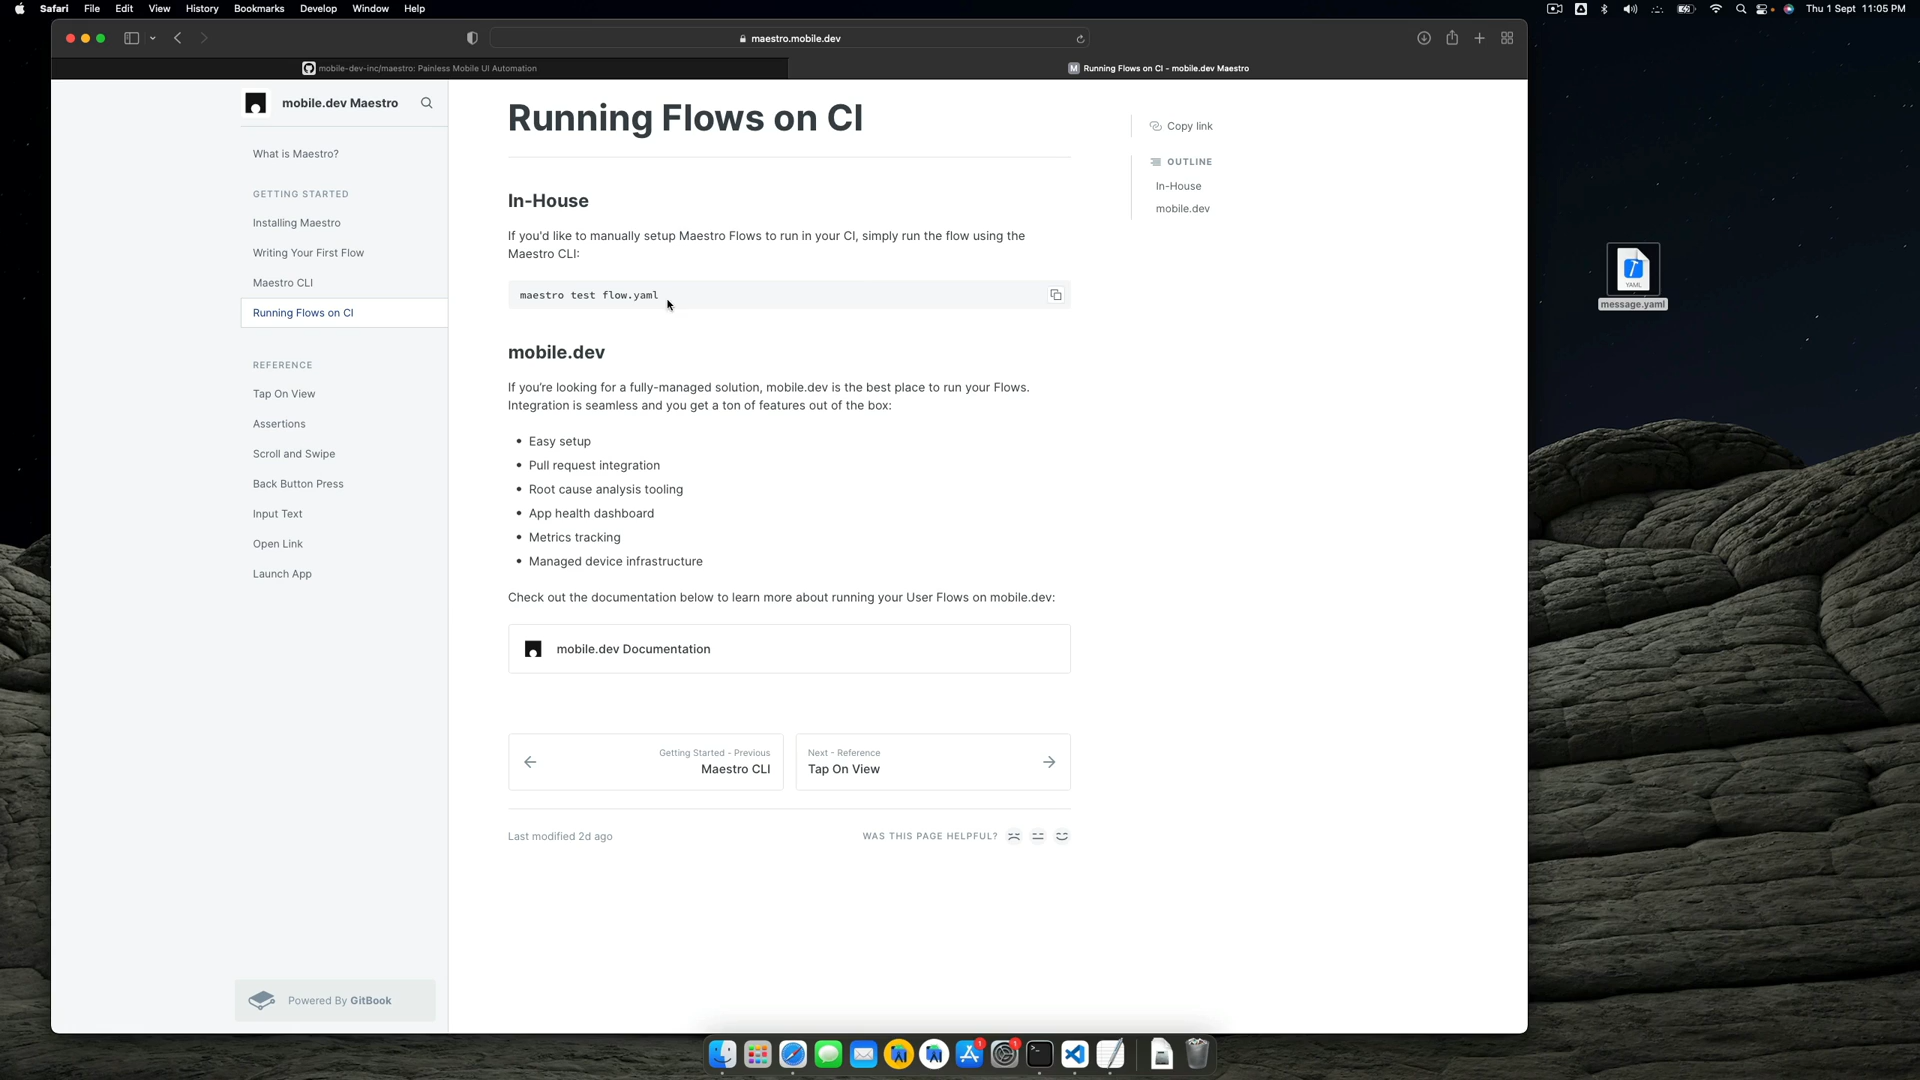 Safari File Edit View History Bookmarks Develop Window Help
Thu 1 Sept 11:05 PM
maestro.mobile.dev
mobile-dev-inc/maestro: Painless Mobile UI Automation
M Running Flows on CI - mobile.dev Maestro
mobile.dev Maestro
What is Maestro?
GETTING STARTED
Installing Maestro
Writing Your First Flow
Maestro CLI
Running Flows on CI
REFERENCE
Tap On View
Assertions
Scroll and Swipe
Back Button Press
Input Text
Open Link
Launch App
Powered By GitBook
Running Flows on CI
In-House
If you'd like to manually setup Maestro Flows to run in your CI, simply run the flow using the
Maestro CLI:
maestro test flow.yaml
mobile.dev
If you're looking for a fully-managed solution, mobile.dev is the best place to run your Flows.
Integration is seamless and you get a ton of features out of the box:
• Easy setup
• Pull request integration
• Root cause analysis tooling
• App health dashboard
• Metrics tracking
• Managed device infrastructure
Check out the documentation below to learn more about running your User Flows on mobile.dev:
mobile.dev Documentation
Getting Started - Previous
Maestro CLI
Next - Reference
Tap On View
Last modified 2d ago
WAS THIS PAGE HELPFUL?
Copy link
OUTLINE
In-House
mobile.dev
YAML
message.yaml
1
1